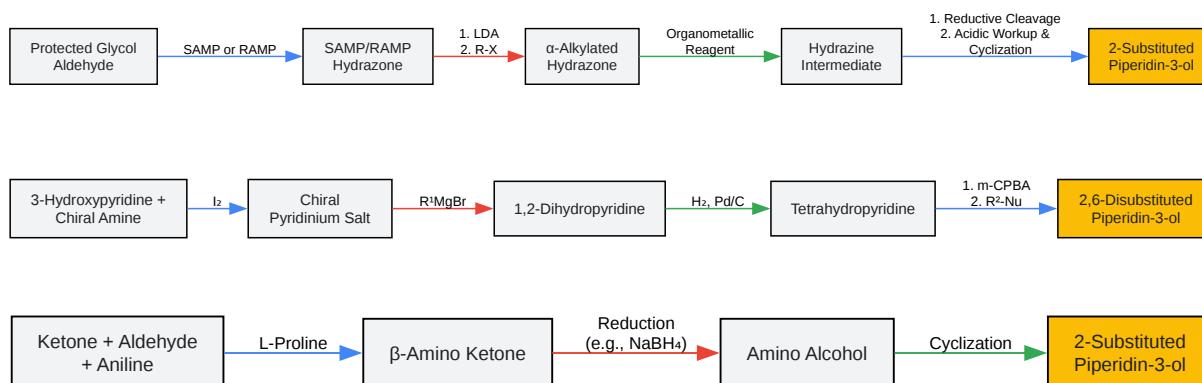 Protected Glycol
Aldehyde
SAMP or RAMP
SAMP/RAMP
Hydrazone
1. LDA
2. R-X
α-Alkylated
Hydrazone
Organometallic
Reagent
Hydrazine
Intermediate
1. Reductive Cleavage
2. Acidic Workup &
Cyclization
2-Substituted
Piperidin-3-ol
3-Hydroxypyridine +
Chiral Amine
I₂
Chiral
Pyridinium Salt
R¹MgBr
1,2-Dihydropyridine
H₂, Pd/C
Tetrahydropyridine
1. m-CPBA
2. R²-Nu
2,6-Disubstituted
Piperidin-3-ol
Ketone + Aldehyde
+ Aniline
L-Proline
β-Amino Ketone
Reduction
(e.g., NaBH₄)
Amino Alcohol
Cyclization
2-Substituted
Piperidin-3-ol